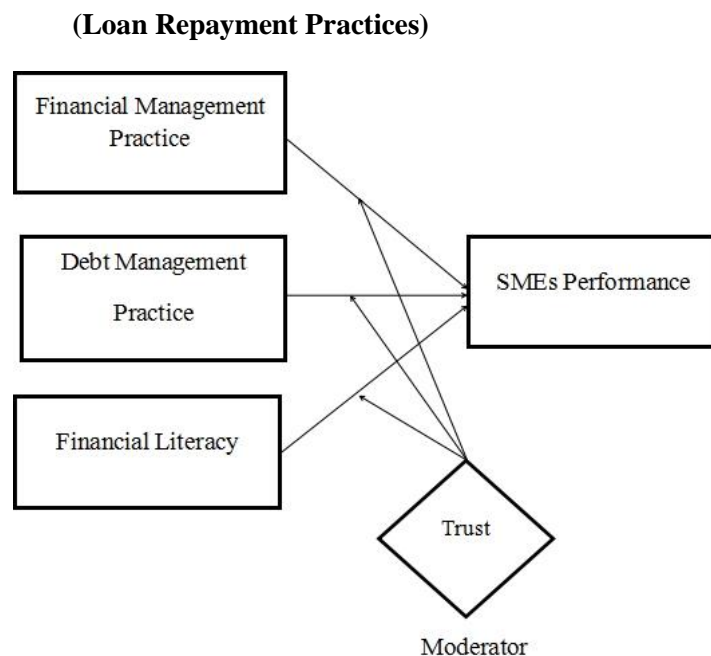 (Loan Repayment Practices)
Financial Management
Practice
Debt Management
Practice
SMEs Performance
Financial Literacy
Trust
Moderator